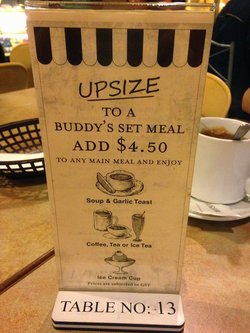 UPSIZE
TO A
BUDDY'S SET MEAL
ADD $4.50
TO ANY MAIN MEAL AND ENJOY
Soup & Garlic Toast
Coffee, Tea or Ice Tea
Ice Cream Cup
Prices are subjected to GST
TABLE NO: 13